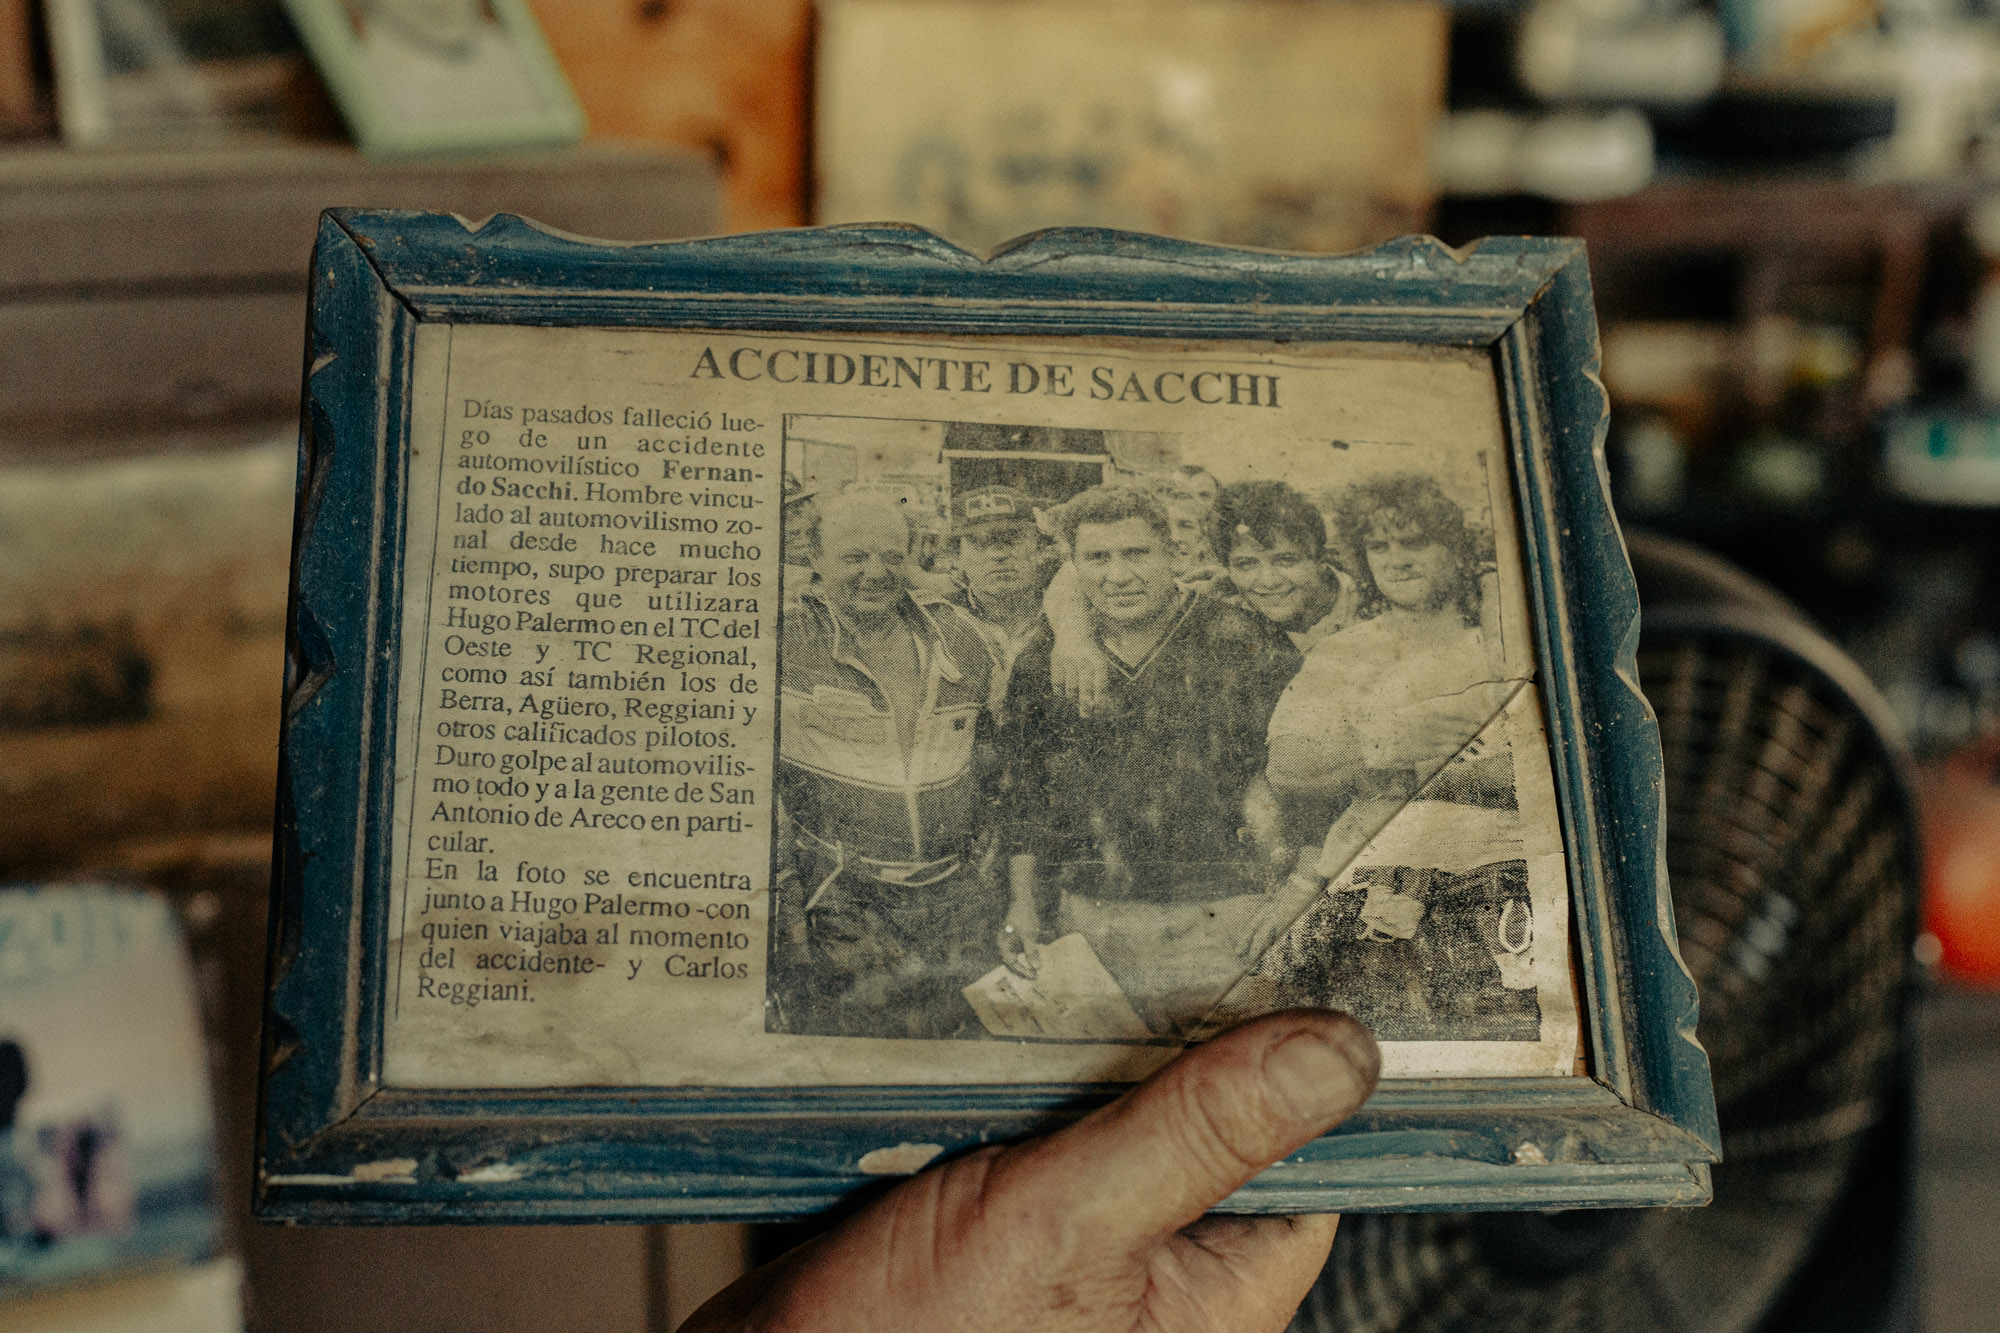 ACCIDENTE DE SACCHI
Días pasados falleció lue-
go de un accidente
automovilístico Fernan-
do Sacchi. Hombre vincu-
lado al automovilismo zo-
nal desde hace mucho
tiempo, supo preparar los
motores que utilizara
Hugo Palermo en el TC del
Oeste y TC Regional,
como así también los de
Berra, Agüero, Reggiani y
otros calificados pilotos.
Duro golpe al automovilis-
mo todo y a la gente de San
Antonio de Areco en parti-
cular.
En la foto se encuentra
junto a Hugo Palermo -con
quien viajaba al momento
del accidente- y Carlos
Reggiani.